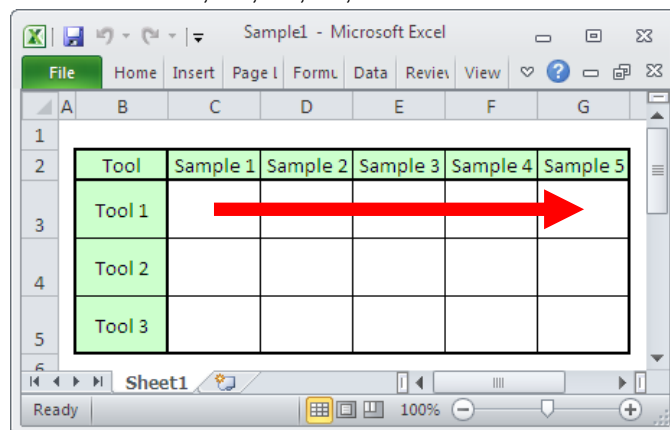 Sample1 - Microsoft Excel
File Home Insert Page l Formu Data Review View
A B C D E F G
1
2 Tool Sample 1 Sample 2 Sample 3 Sample 4 Sample 5
3 Tool 1
4 Tool 2
5 Tool 3
Sheet1
Ready 100%